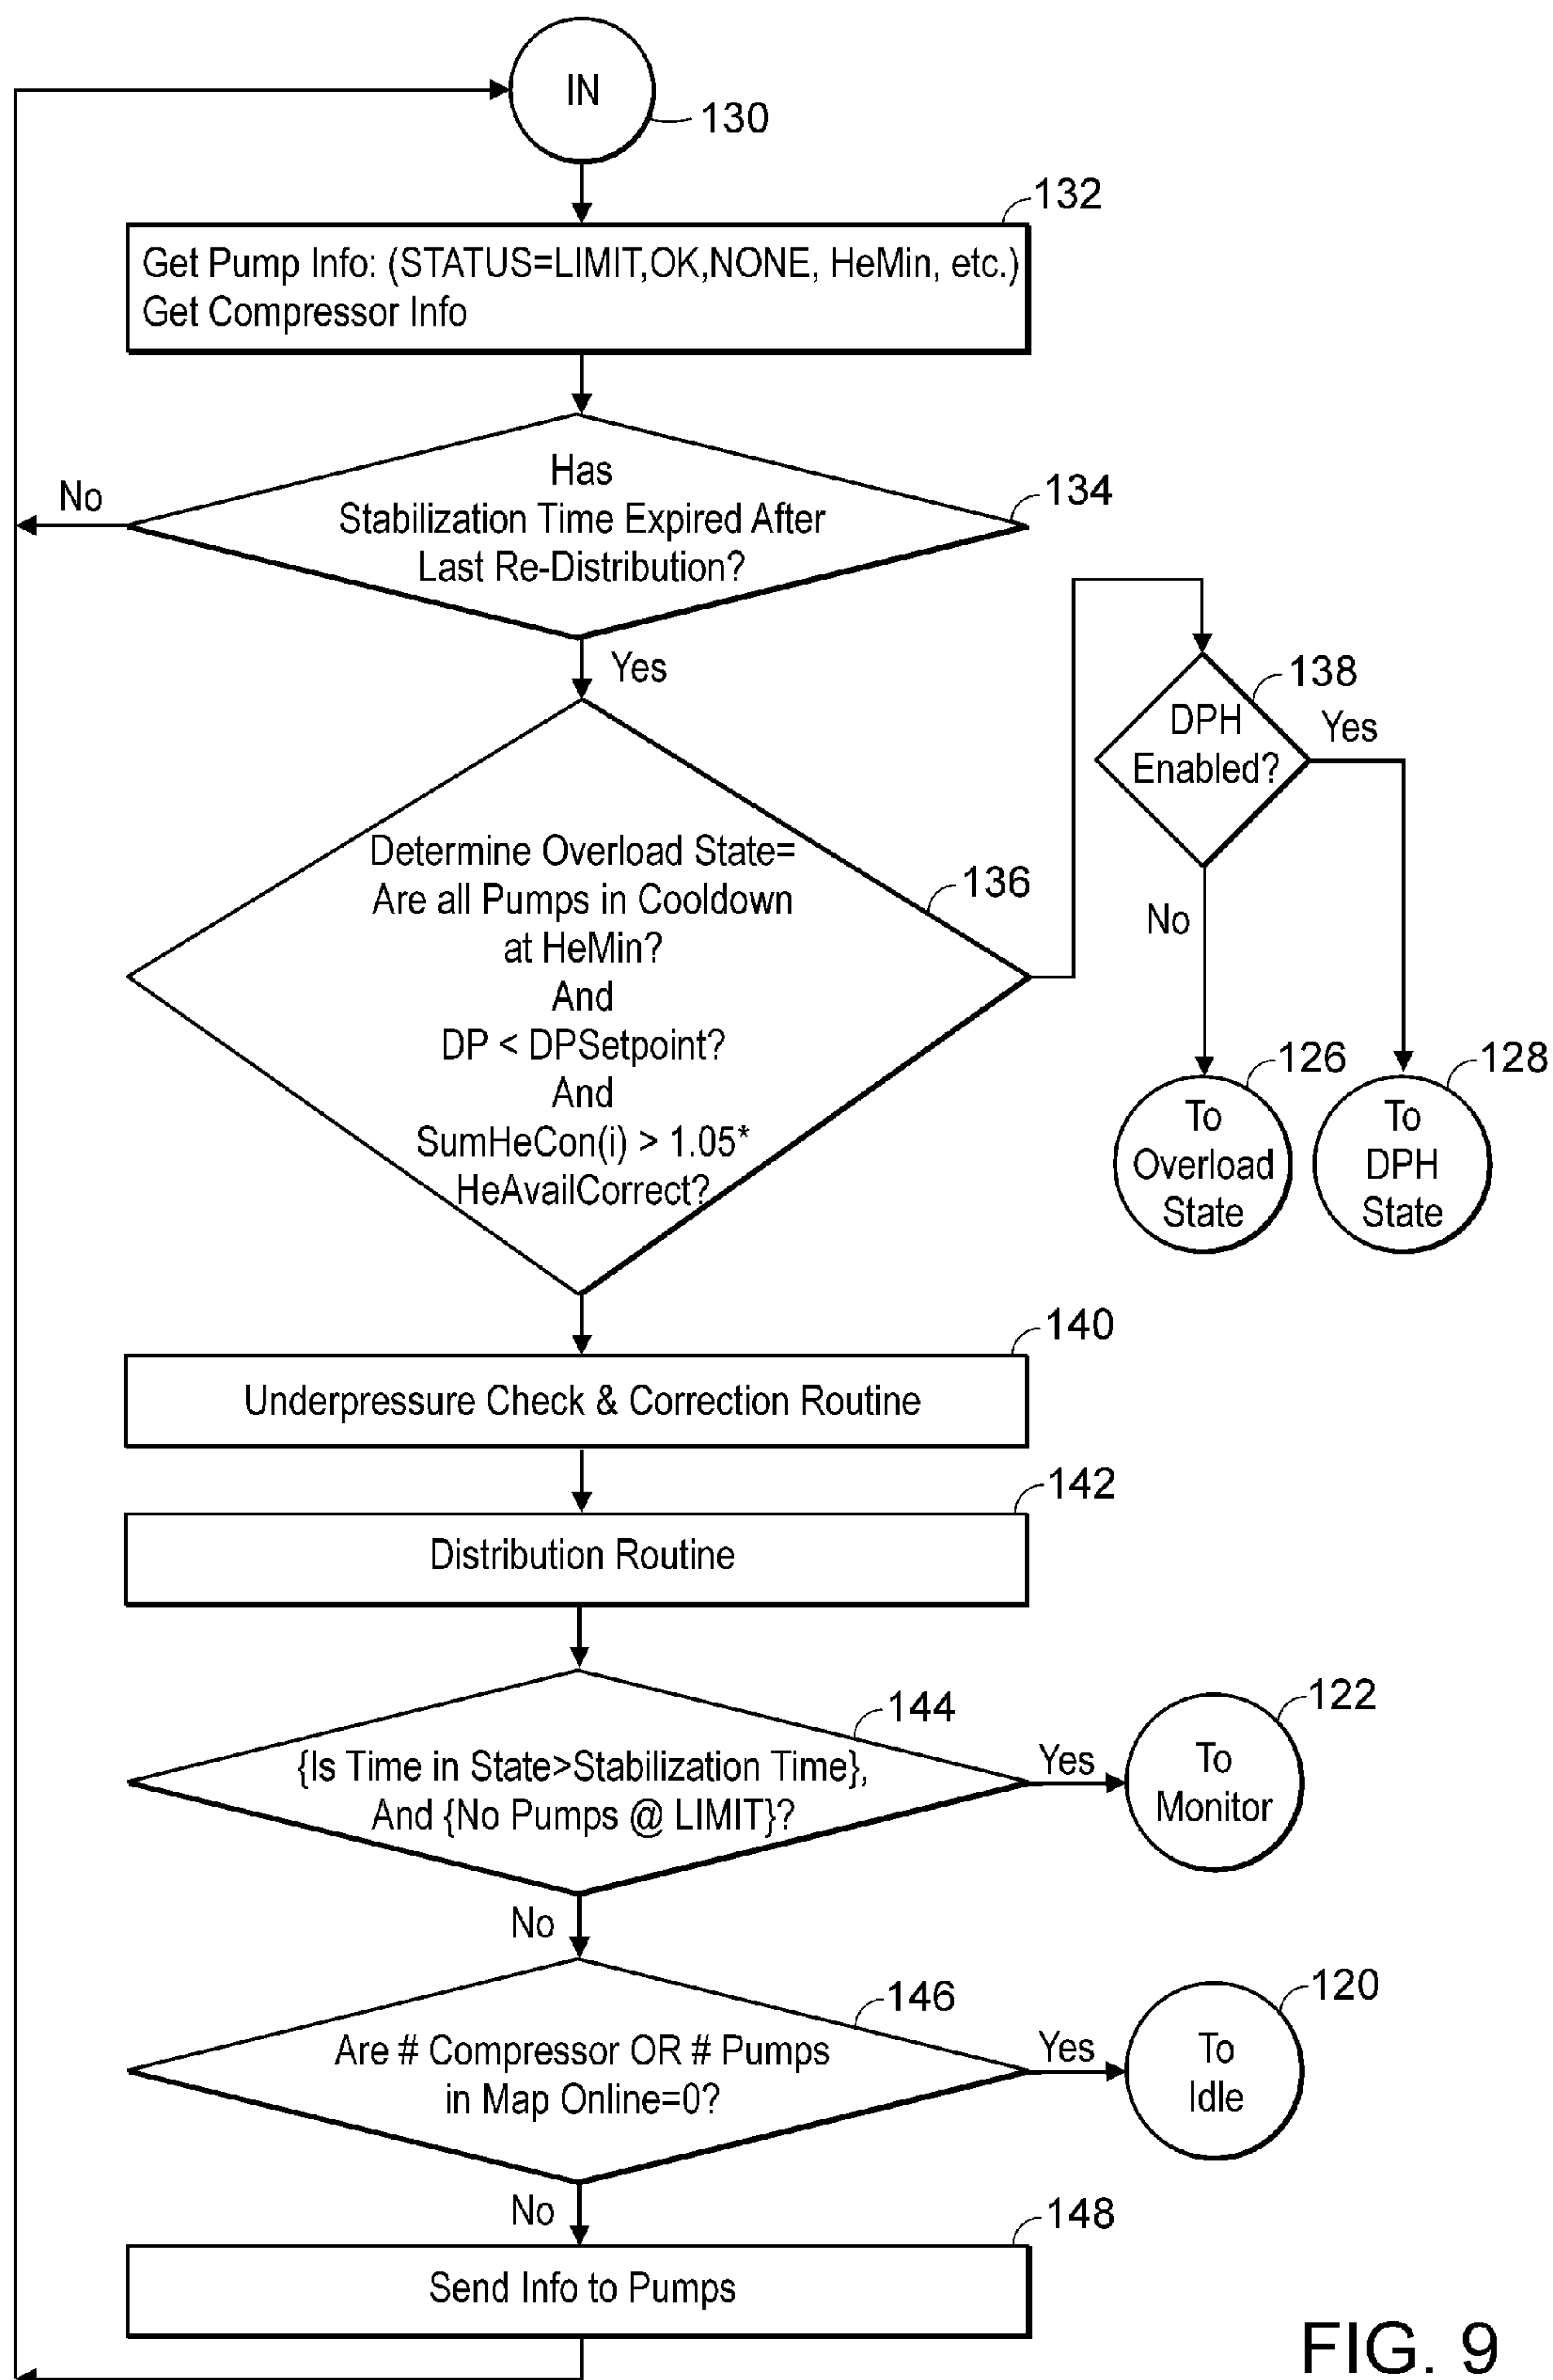 IN
130
132
Get Pump Info: (STATUS=LIMIT,OK,NONE, HeMin, etc.)
Get Compressor Info
Has
Stabilization Time Expired After
Last Re-Distribution?
134
No
Yes
Determine Overload State=
Are all Pumps in Cooldown
at HeMin?
And
DP < DPSetpoint?
And
SumHeCon(i) > 1.05*
HeAvailCorrect?
136
DPH
Enabled?
138
Yes
No
To
Overload
State
126
To
DPH
State
128
140
Underpressure Check & Correction Routine
142
Distribution Routine
144
{Is Time in State>Stabilization Time},
And {No Pumps @ LIMIT}?
Yes
To
Monitor
122
No
146
Are # Compressor OR # Pumps
in Map Online=0?
Yes
To
Idle
120
No
148
Send Info to Pumps
FIG. 9